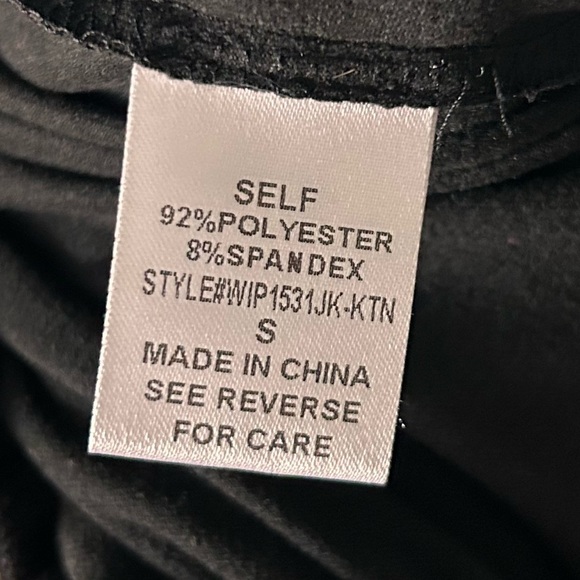 SELF
92%POLYESTER
8%SPANDEX
STYLE#WIP1531JK-KTN
S
MADE IN CHINA
SEE REVERSE
FOR CARE